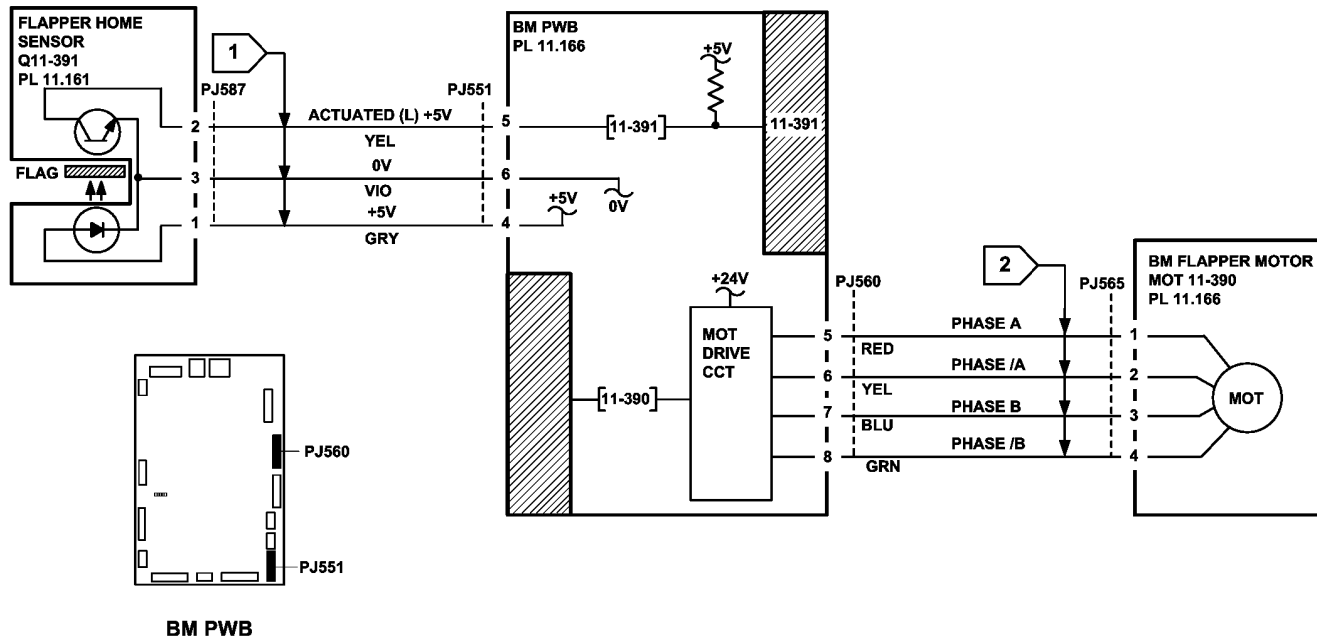 FLAPPER HOME
SENSOR
Q11-391
PL 11.161
FLAG
PJ587
2
3
1
1
ACTUATED (L) +5V
YEL
0V
VIO
+5V
GRY
PJ551
5
6
4
BM PWB
PL 11.166
+5V
11-391
11-391
+5V
0V
+24V
MOT
DRIVE
CCT
11-390
PJ560
5
6
7
8
RED
YEL
BLU
GRN
2
PHASE A
PHASE /A
PHASE B
PHASE /B
PJ565
1
2
3
4
BM FLAPPER MOTOR
MOT 11-390
PL 11.166
MOT
PJ560
PJ551
BM PWB